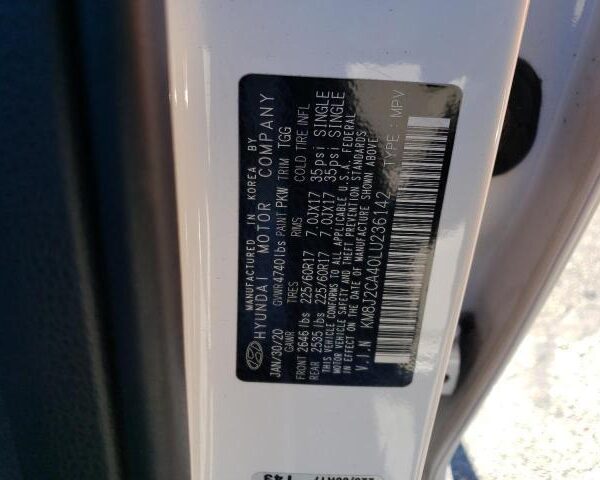 MANUFACTURED IN KOREA BY
HYUNDAI MOTOR COMPANY
JAN/30/20 GVWR 4740lbs PAINT PKW TRIM TGG
GAWR TIRES RIMS COLD TIRE INFL
FRONT 2646 lbs 225/60R17 7.0JX17 35psi SINGLE
REAR 2535 lbs 225/60R17 7.0JX17 35psi SINGLE
THIS VEHICLE CONFORMS TO ALL APPLICABLE U.S.A. FEDERAL
MOTOR VEHICLE SAFETY AND THEFT PREVENTION STANDARDS
IN EFFECT ON THE DATE OF MANUFACTURE SHOWN ABOVE.
V.I.N KM8J2CA40LU236142 TYPE : MPV